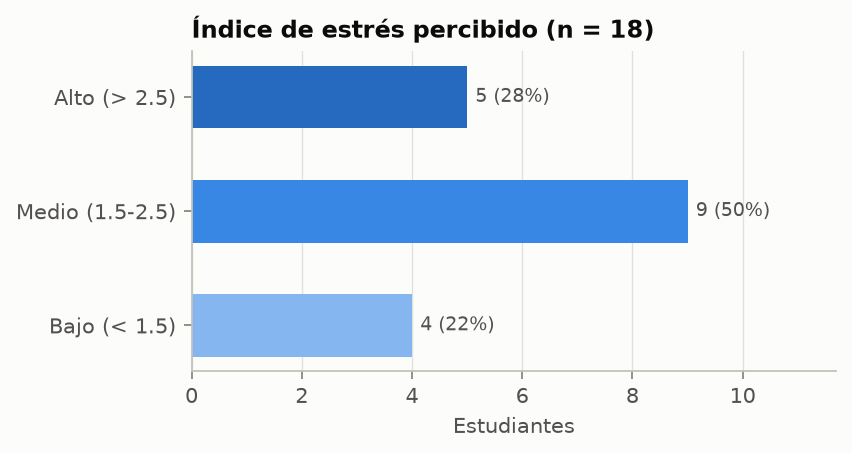 Índice de estrés percibido (n = 18)
Alto (> 2.5)
5 (28%)
Medio (1.5-2.5)
9 (50%)
Bajo (< 1.5)
4 (22%)
0 2 4 6 8 10
Estudiantes